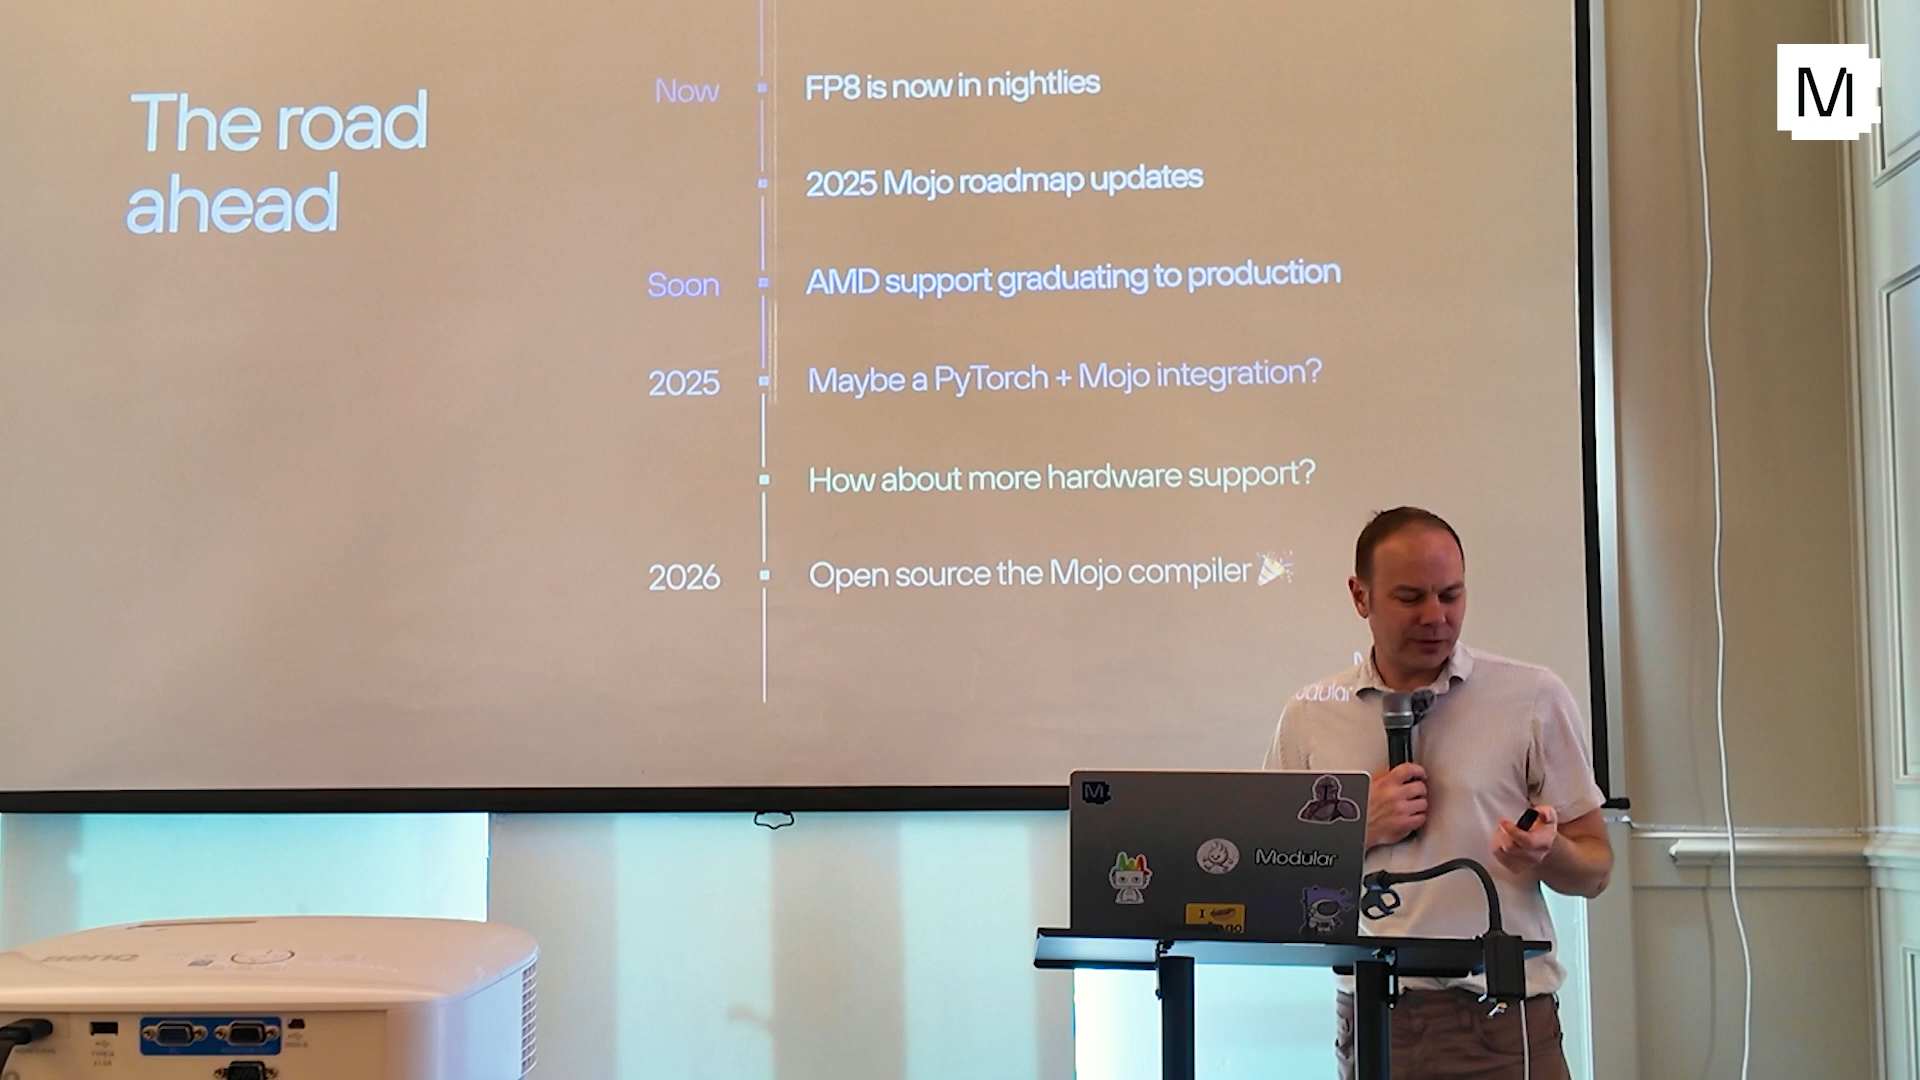 The road
ahead
Now
FP8 is now in nightlies
2025 Mojo roadmap updates
Soon
AMD support graduating to production
2025
Maybe a PyTorch + Mojo integration?
How about more hardware support?
2026
Open source the Mojo compiler 🎉
M
M
Modular
I
BenQ